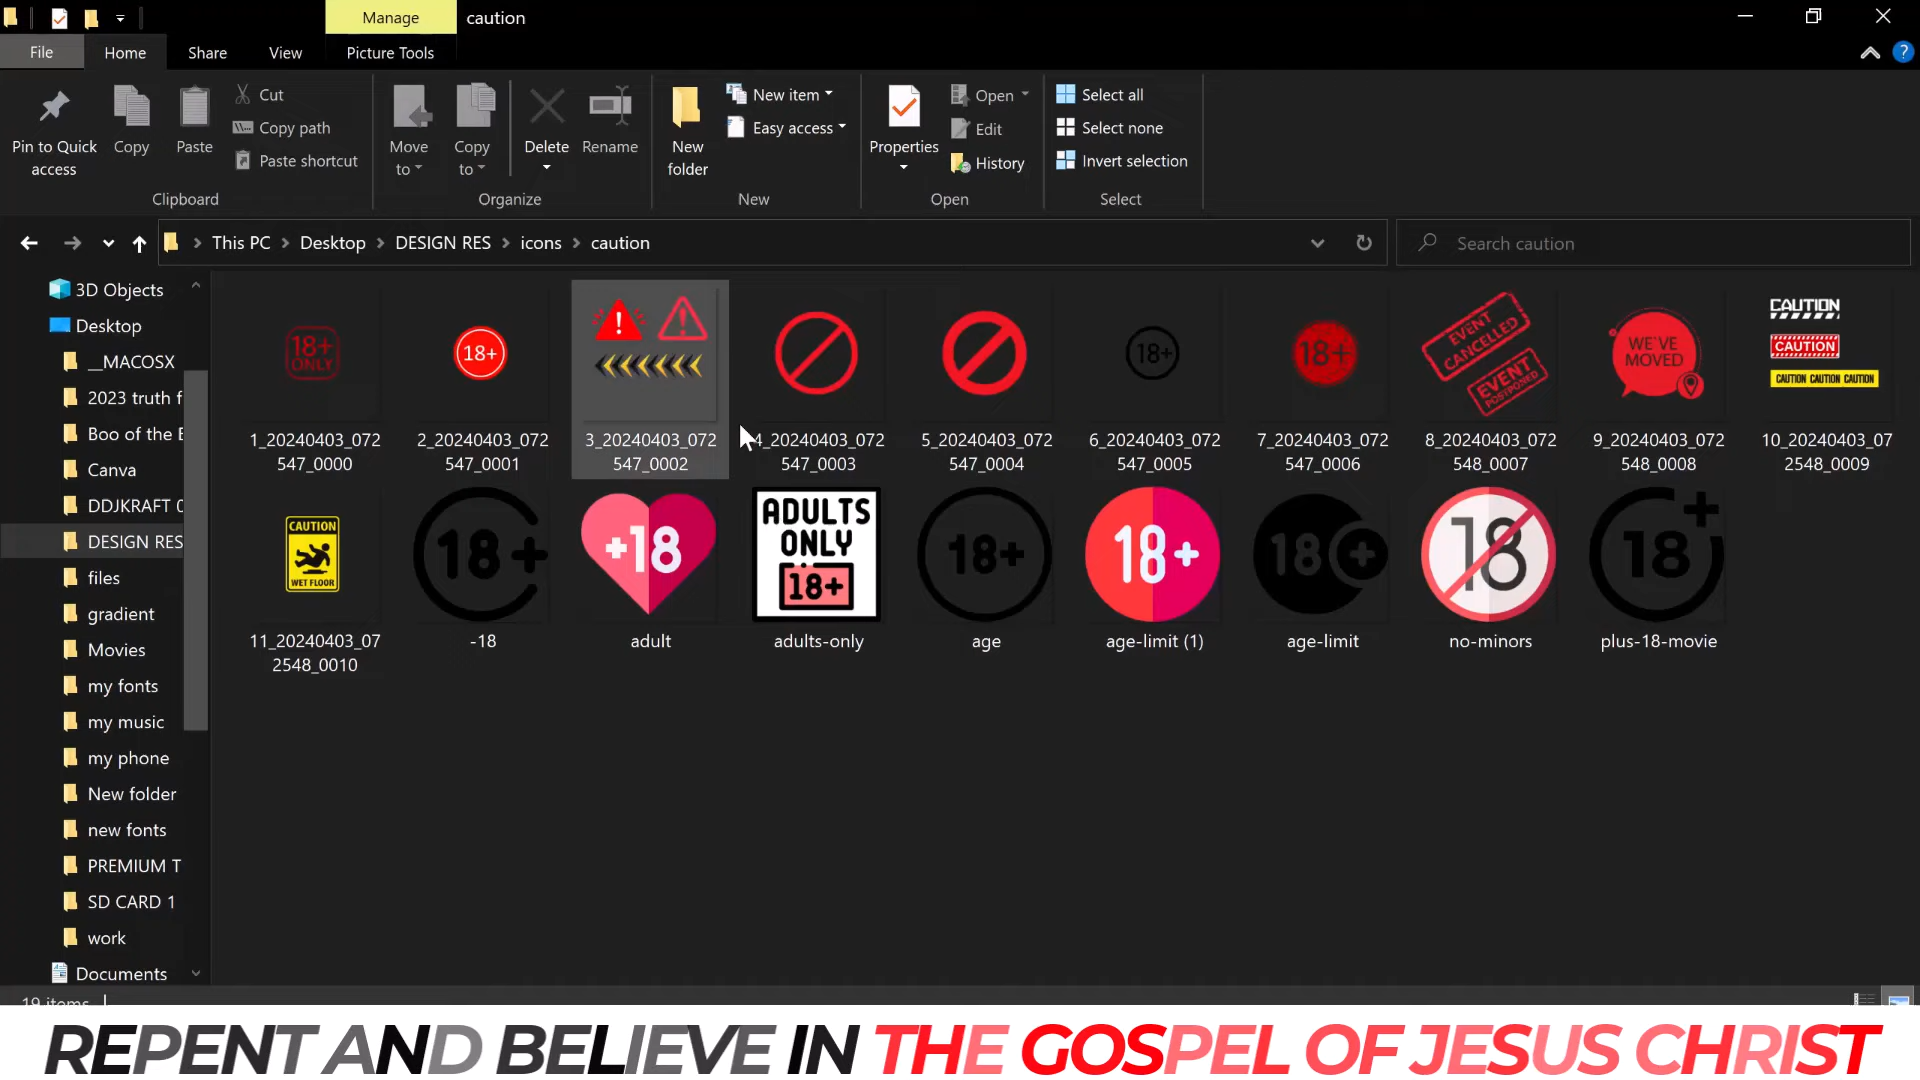 Manage
caution
File
Home
Share
View
Picture Tools
Pin to Quick access
Copy
Paste
Cut
Copy path
Paste shortcut
Clipboard
Move to
Copy to
Delete
Rename
Organize
New folder
New item
Easy access
New
Properties
Open
Edit
History
Open
Select all
Select none
Invert selection
Select
This PC
Desktop
DESIGN RES
icons
caution
Search caution
3D Objects
Desktop
__MACOSX
2023 truth f
Boo of the E
Canva
DDJKRAFT 0
DESIGN RES
files
gradient
Movies
my fonts
my music
my phone
New folder
new fonts
PREMIUM T
SD CARD 1
work
Documents
18+
ONLY
18+
18+
18+
EVENT
CANCELLED
EVENT
POSTPONED
WE'VE
MOVED
CAUTION
CAUTION
CAUTION CAUTION CAUTION
1_20240403_072
547_0000
2_20240403_072
547_0001
3_20240403_072
547_0002
4_20240403_072
547_0003
5_20240403_072
547_0004
6_20240403_072
547_0005
7_20240403_072
547_0006
8_20240403_072
548_0007
9_20240403_072
548_0008
10_20240403_07
2548_0009
CAUTION
WET FLOOR
18+
+18
ADULTS
ONLY
18+
18+
18+
18+
18
18+
11_20240403_07
2548_0010
-18
adult
adults-only
age
age-limit (1)
age-limit
no-minors
plus-18-movie
19 items
REPENT AND BELIEVE IN THE GOSPEL OF JESUS CHRIST